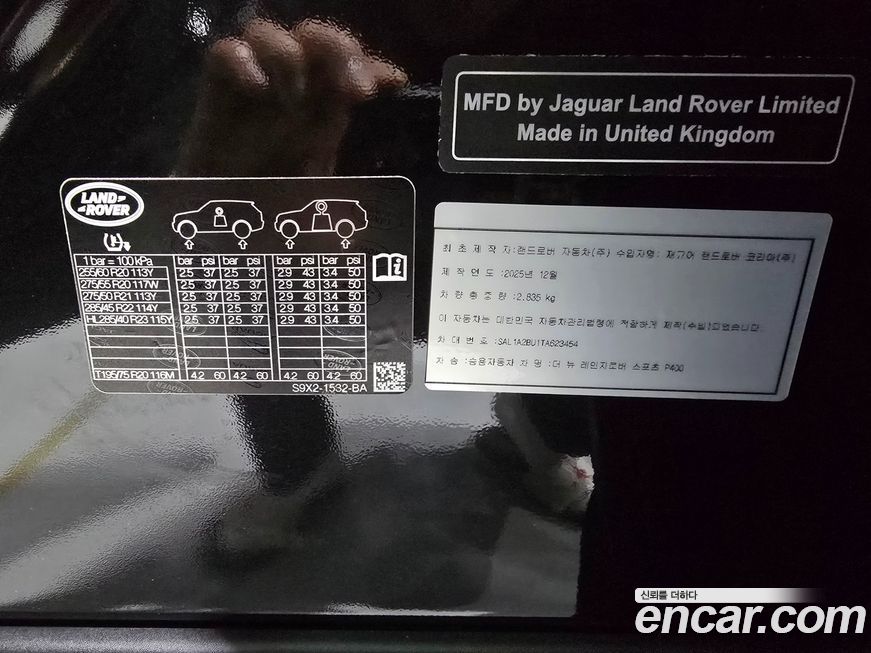 MFD by Jaguar Land Rover Limited
Made in United Kingdom
LAND
ROVER
1 bar = 100 kPa bar psi bar psi bar psi bar psi
255/60 R20 113Y 2.5 37 2.5 37 2.9 43 3.4 50
275/55 R20 117W 2.5 37 2.5 37 2.9 43 3.4 50
275/50 R21 113Y 2.5 37 2.5 37 2.9 43 3.4 50
285/45 R22 114Y 2.5 37 2.5 37 2.9 43 3.4 50
HL285/40 R23 115Y 2.5 37 2.5 37 2.9 43 3.4 50
T195/75 R20 116M 4.2 60 4.2 60 4.2 60 4.2 60
S9X2-1532-BA
최초 제작자:랜드로버 자동차(주) 수입자명: 재규어 랜드로버 코리아(주)
제작연도:2025년 12월
차량총중량:2.835 kg
이 자동차는 대한민국 자동차관리법령에 적합하게 제작(수입)되었습니다.
차대번호: SAL1A2BU1TA623454
차종:승용자동차 차명:더 뉴 레인지로버 스포츠 P400
신뢰를 더하다
encar.com